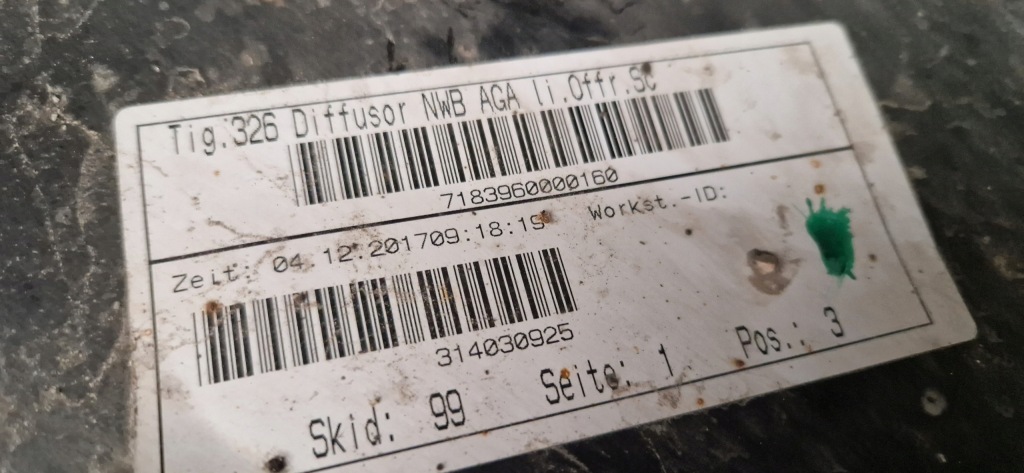 Tig.:326 Diffusor NWB AGA li.Offr.Sc
7183960000160
Zeit: 04.12.201709:18:19 Workst.-ID:
314030925
Skid: 99 Seite: 1 Pos.: 3